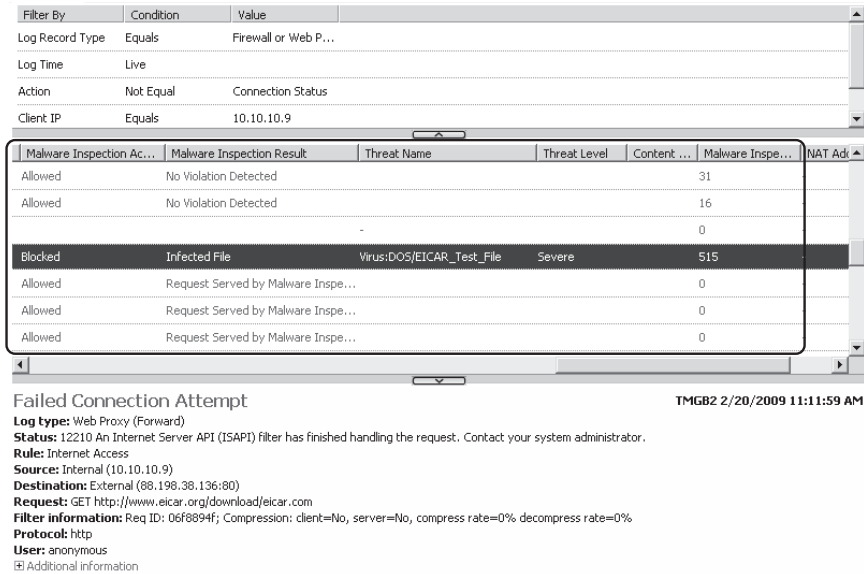 Filter By Condition Value
Log Record Type Equals Firewall or Web P...
Log Time Live
Action Not Equal Connection Status
Client IP Equals 10.10.10.9
Malware Inspection Ac... Malware Inspection Result Threat Name Threat Level Content ... Malware Inspe... NAT Add
Allowed No Violation Detected 31
Allowed No Violation Detected 16
- 0
Blocked Infected File Virus:DOS/EICAR_Test_File Severe 515
Allowed Request Served by Malware Inspe... 0
Allowed Request Served by Malware Inspe... 0
Allowed Request Served by Malware Inspe... 0
Failed Connection Attempt TMGB2 2/20/2009 11:11:59 AM
Log type: Web Proxy (Forward)
Status: 12210 An Internet Server API (ISAPI) filter has finished handling the request. Contact your system administrator.
Rule: Internet Access
Source: Internal (10.10.10.9)
Destination: External (88.198.38.136:80)
Request: GET http://www.eicar.org/download/eicar.com
Filter information: Req ID: 06f8894f; Compression: client=No, server=No, compress rate=0% decompress rate=0%
Protocol: http
User: anonymous
Additional information